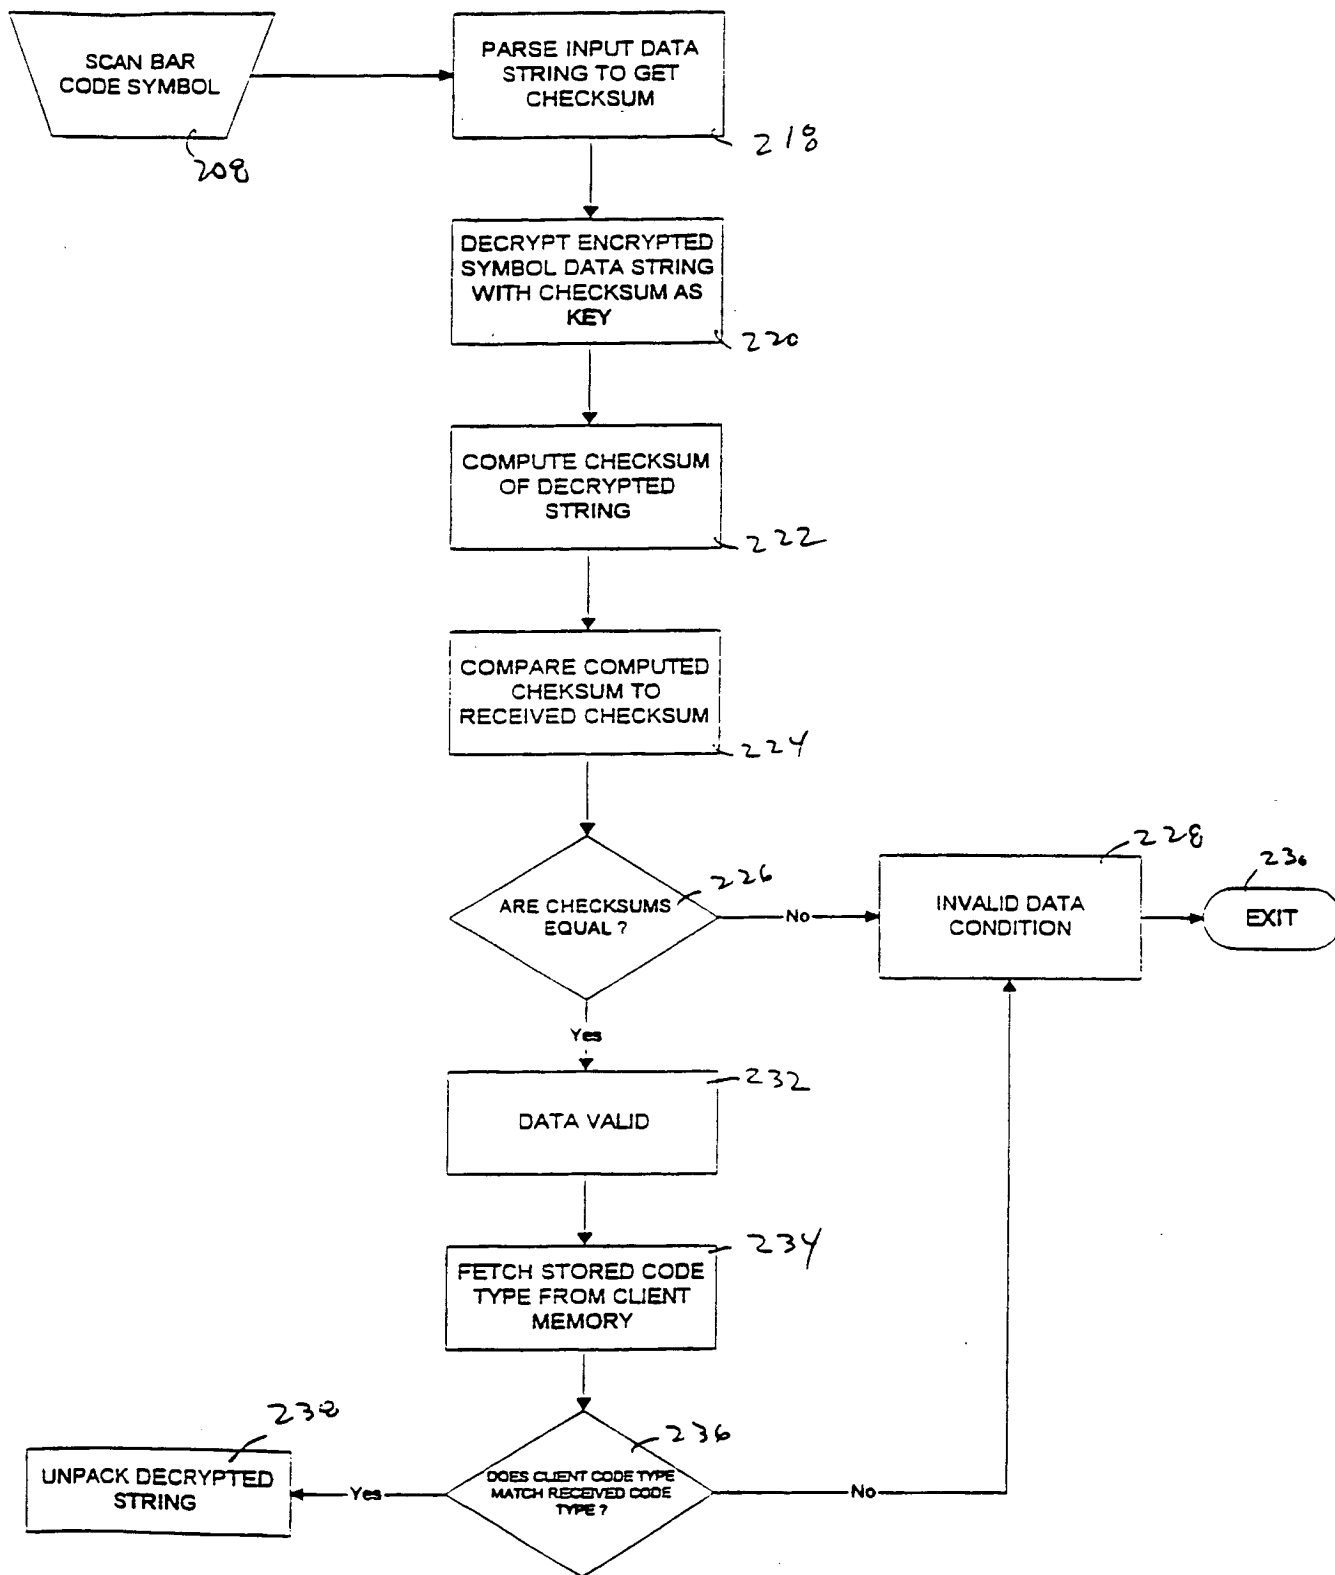 SCAN BAR
CODE SYMBOL
208
PARSE INPUT DATA
STRING TO GET
CHECKSUM
218
DECRYPT ENCRYPTED
SYMBOL DATA STRING
WITH CHECKSUM AS
KEY
220
COMPUTE CHECKSUM
OF DECRYPTED
STRING
222
COMPARE COMPUTED
CHEKSUM TO
RECEIVED CHECKSUM
224
ARE CHECKSUMS
EQUAL ?
226
No
INVALID DATA
CONDITION
228
EXIT
230
Yes
DATA VALID
232
FETCH STORED CODE
TYPE FROM CLIENT
MEMORY
234
DOES CLIENT CODE TYPE
MATCH RECEIVED CODE
TYPE ?
236
No
Yes
UNPACK DECRYPTED
STRING
238